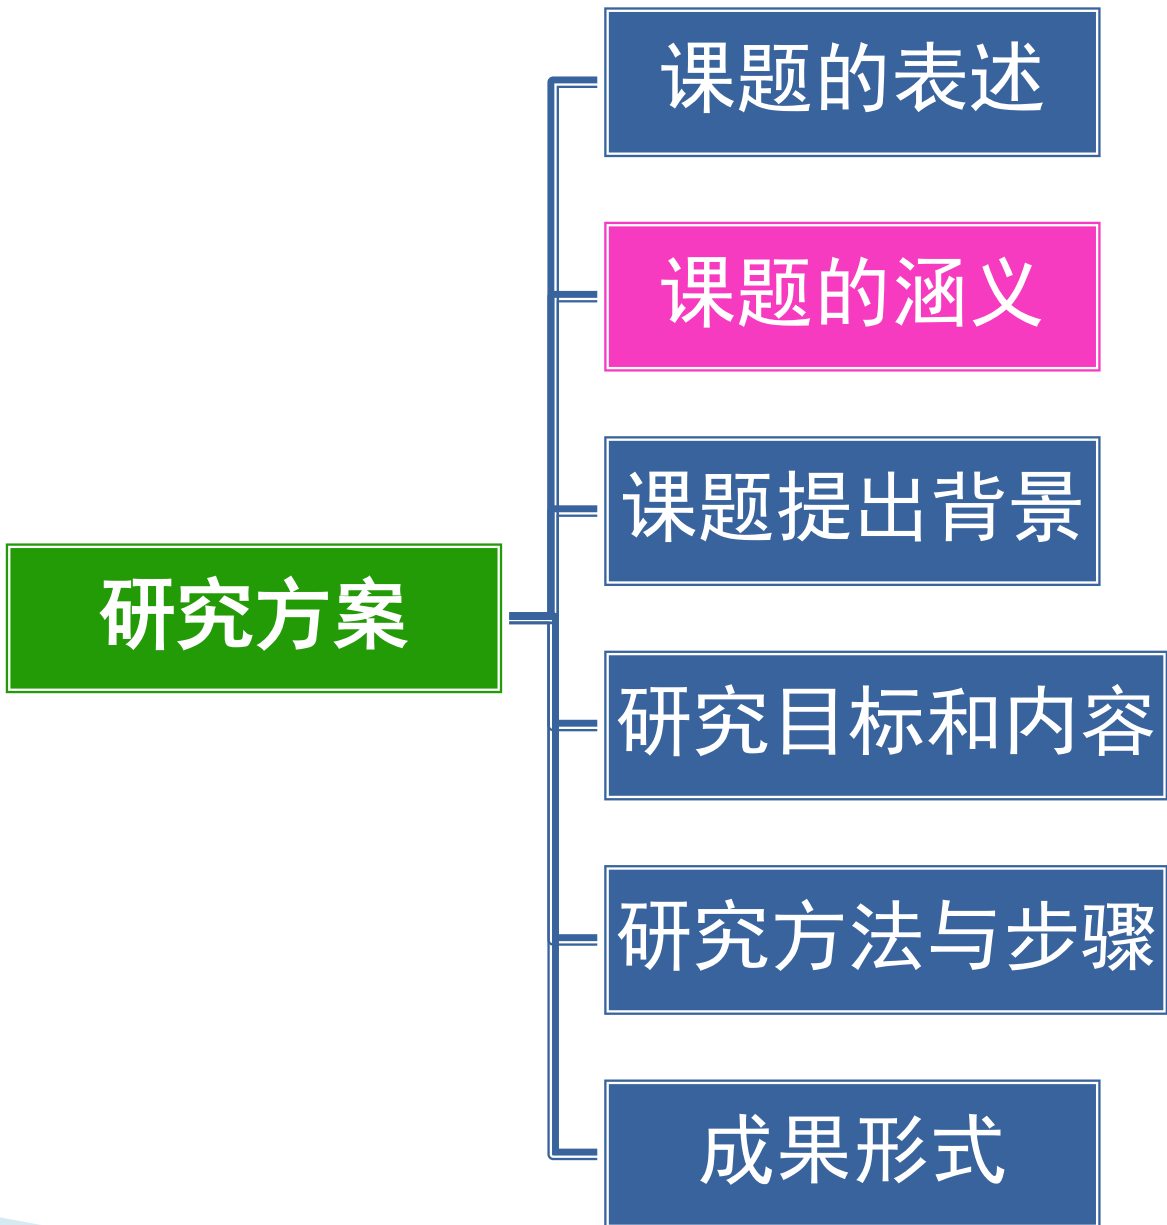 课题的表述
课题的涵义
课题提出背景
研究方案
研究目标和内容
研究方法与步骤
成果形式